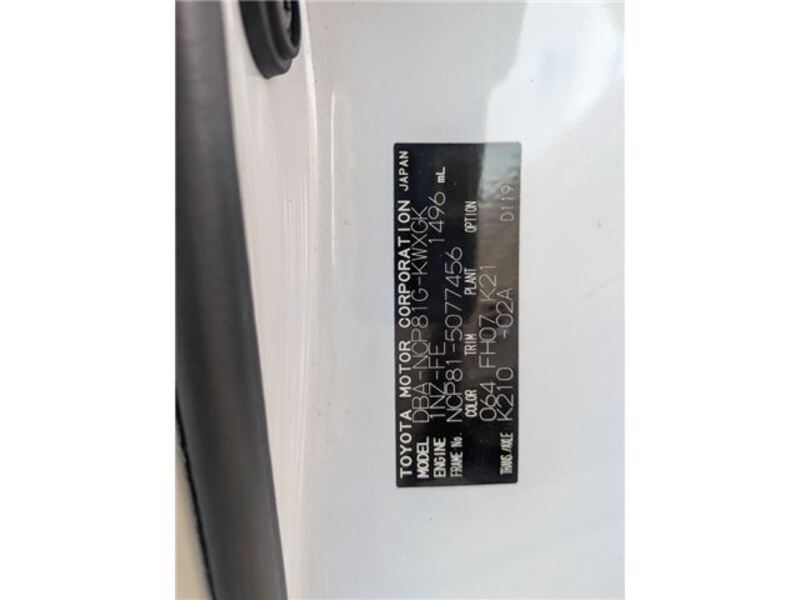 TOYOTA MOTOR CORPORATION JAPAN
MODEL DBA-NCP81G-KWXGK
ENGINE 1NZ-FE 1496 mL
FRAME No. NCP81-5077456
COLOR TRIM PLANT OPTION
064 FH07 K21
TRANS./AXLE K210 -02A D119